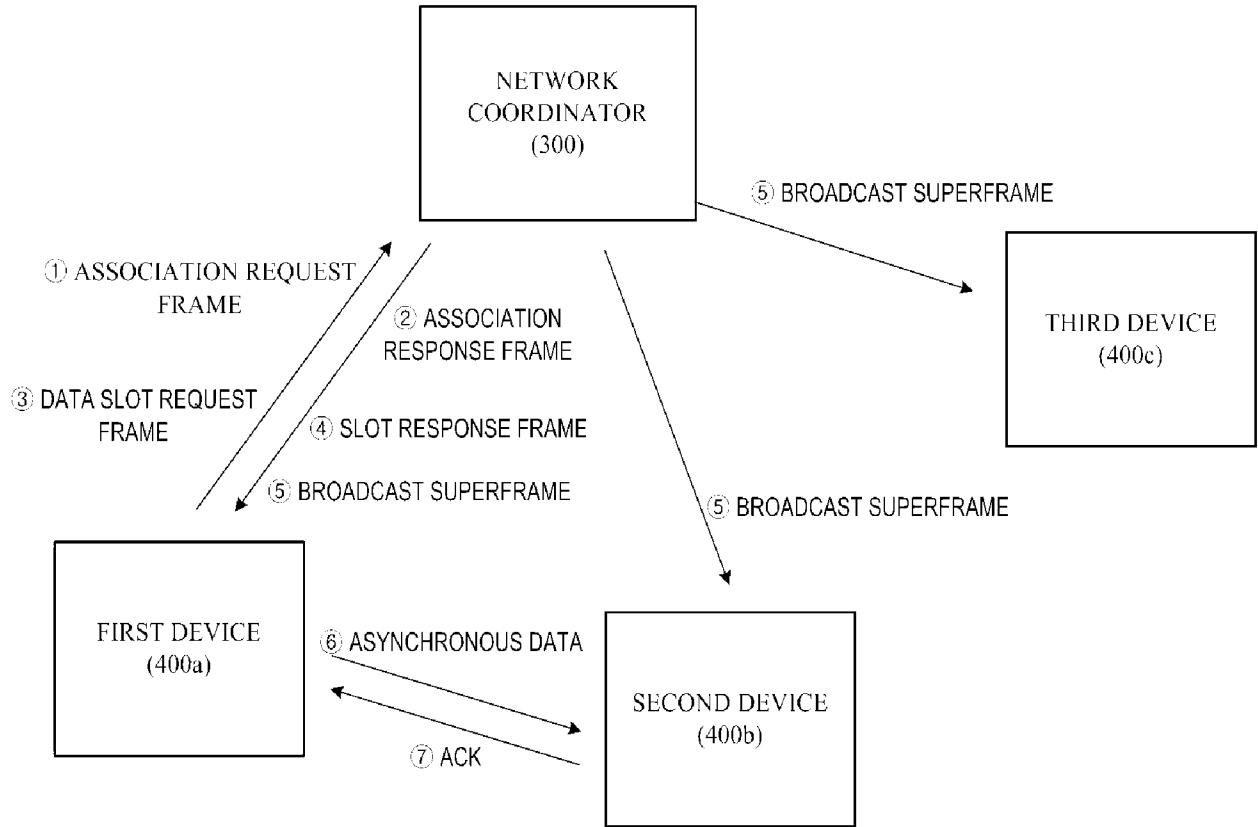 NETWORK
COORDINATOR
(300)
⑤ BROADCAST SUPERFRAME
① ASSOCIATION REQUEST
FRAME
② ASSOCIATION
RESPONSE FRAME
THIRD DEVICE
(400c)
③ DATA SLOT REQUEST
FRAME
④ SLOT RESPONSE FRAME
⑤ BROADCAST SUPERFRAME
⑤ BROADCAST SUPERFRAME
FIRST DEVICE
(400a)
⑥ ASYNCHRONOUS DATA
SECOND DEVICE
(400b)
⑦ ACK